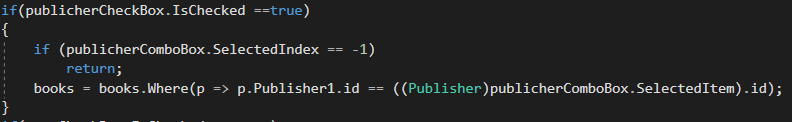 if(publicherCheckBox.IsChecked ==true)
{
if (publicherComboBox.SelectedIndex == -1)
return;
books = books.Where(p => p.Publisher1.id == ((Publisher)publicherComboBox.SelectedItem).id);
}